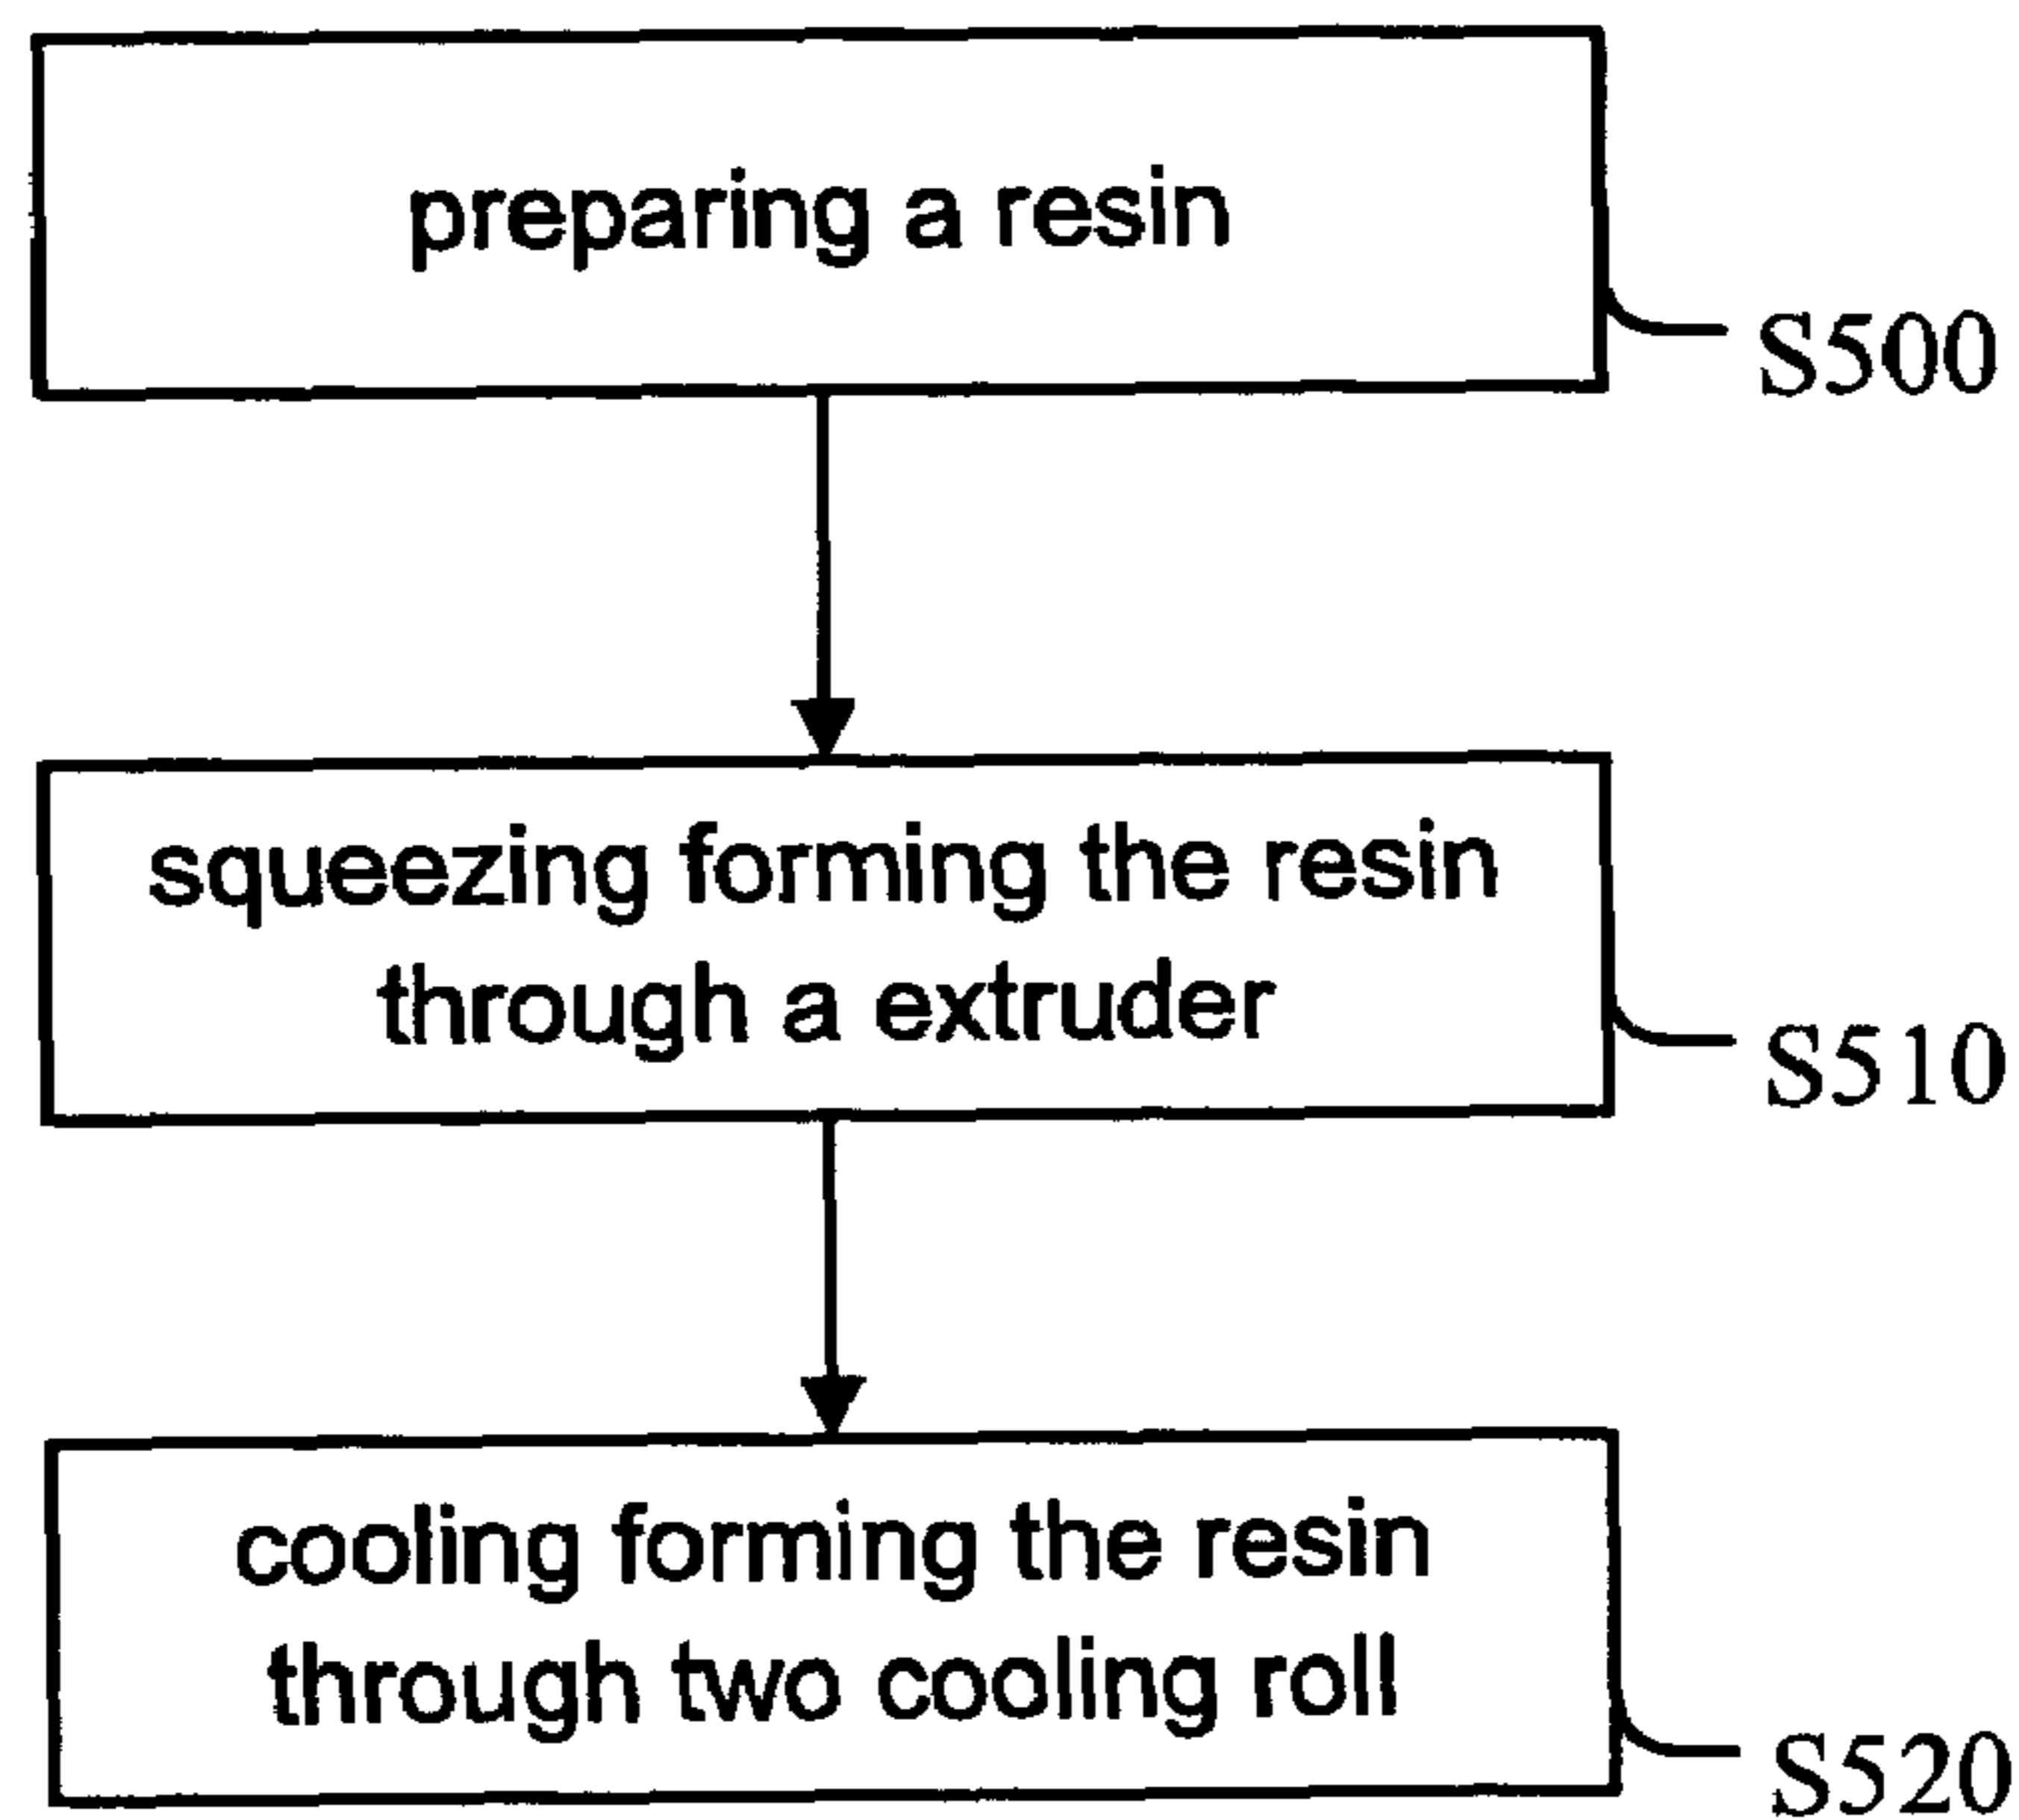 preparing a resin
S500
squeezing forming the resin
through a extruder
S510
cooling forming the resin
through two cooling roll
S520